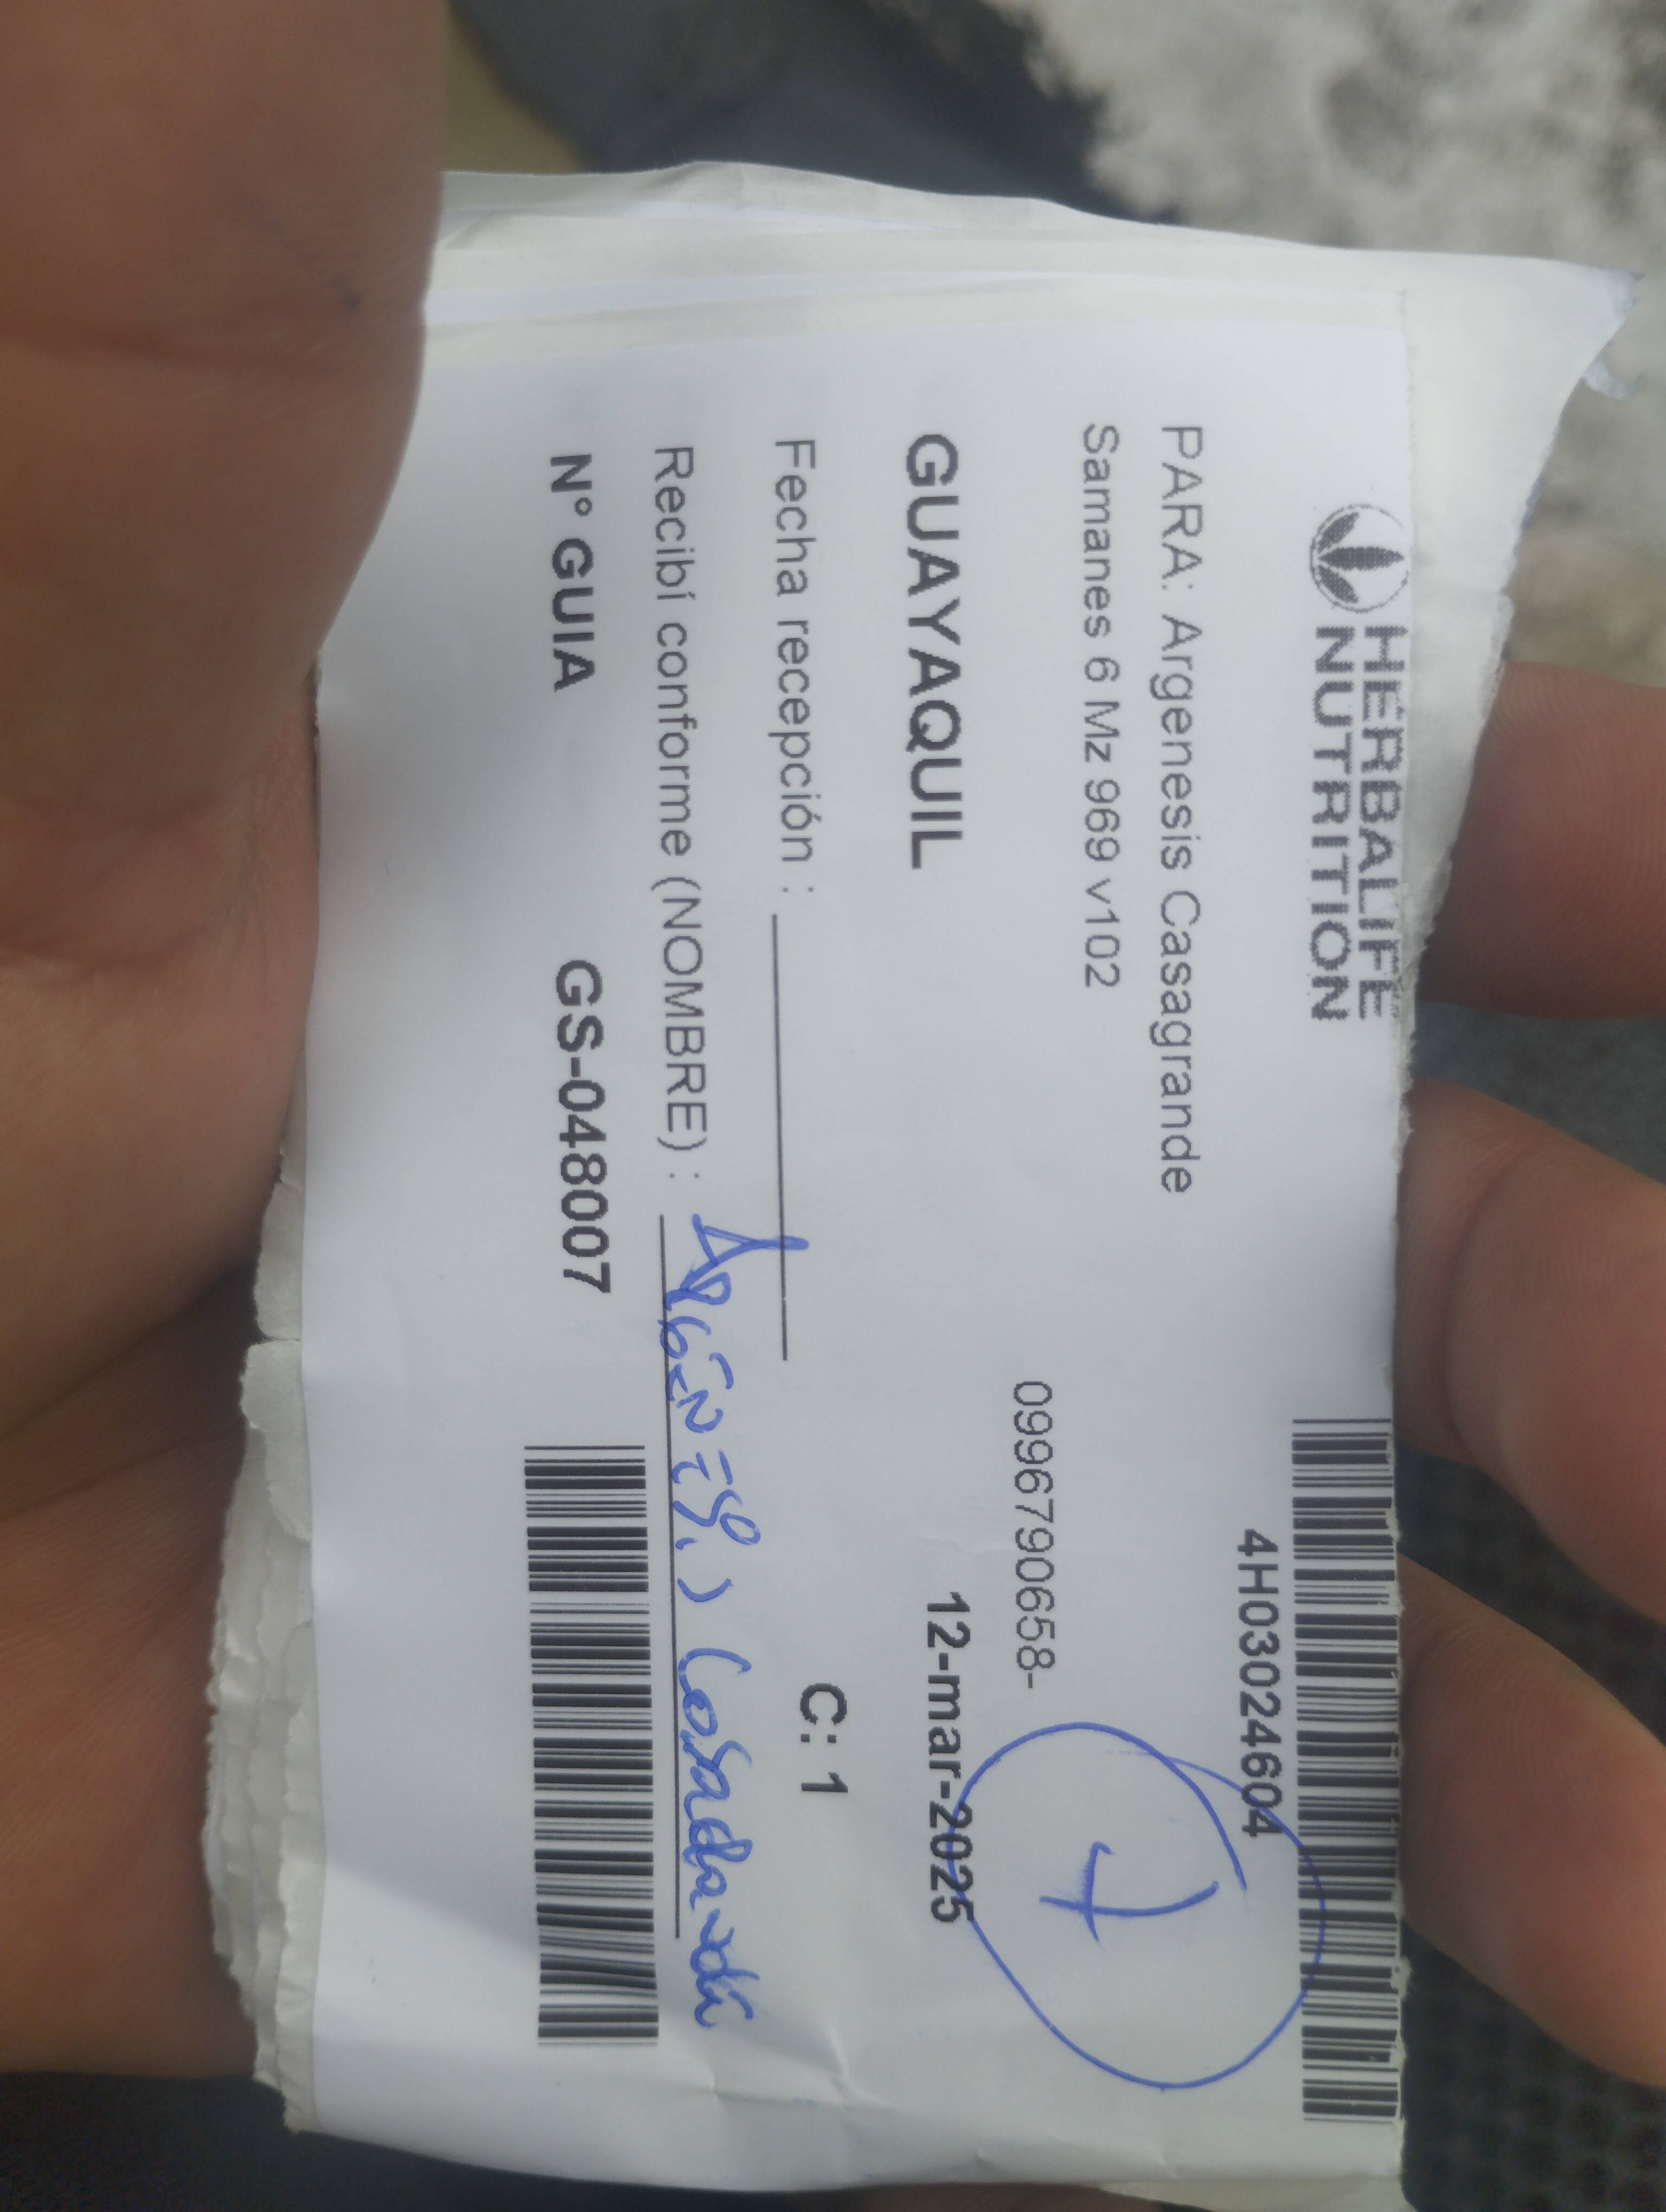 HERBALIFE
NUTRITION
4H03024604
PARA: Argenesis Casagrande
Samanes 6 Mz 969 v102
0996790658-
GUAYAQUIL
12-mar-2025
Fecha recepción :
C: 1
Recibí conforme (NOMBRE) :
N° GUIA GS-048007